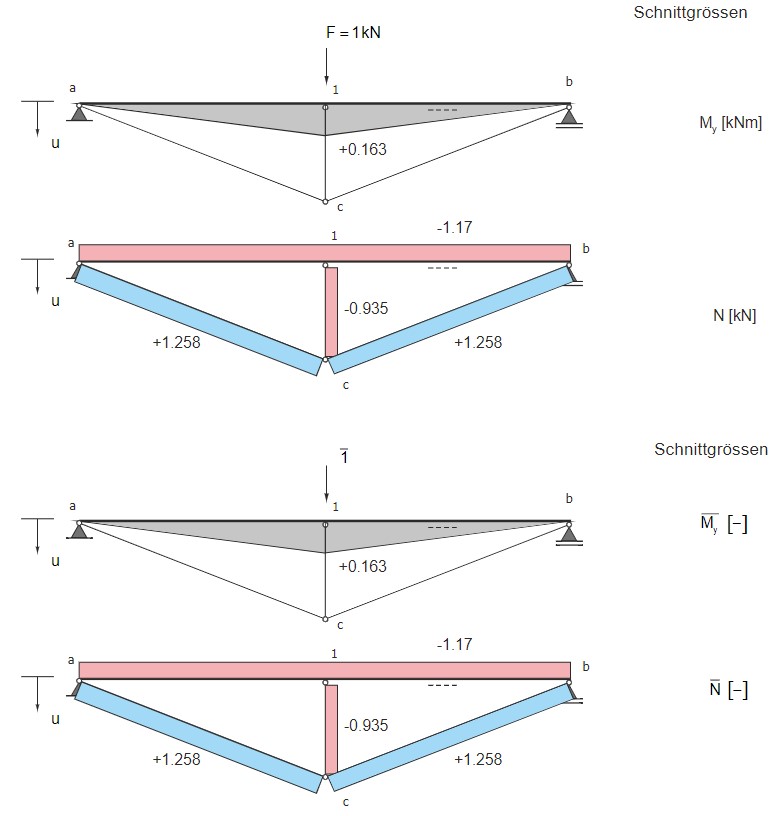 Schnittgrössen
F = 1kN
a
1
b
u
+0.163
M_y [kNm]
c
-1.17
a
1
b
u
-0.935
N [kN]
+1.258
+1.258
c
Schnittgrössen
1̅
a
1
b
M̅_y [−]
u
+0.163
c
-1.17
a
1
b
N̅ [−]
u
-0.935
+1.258
+1.258
c